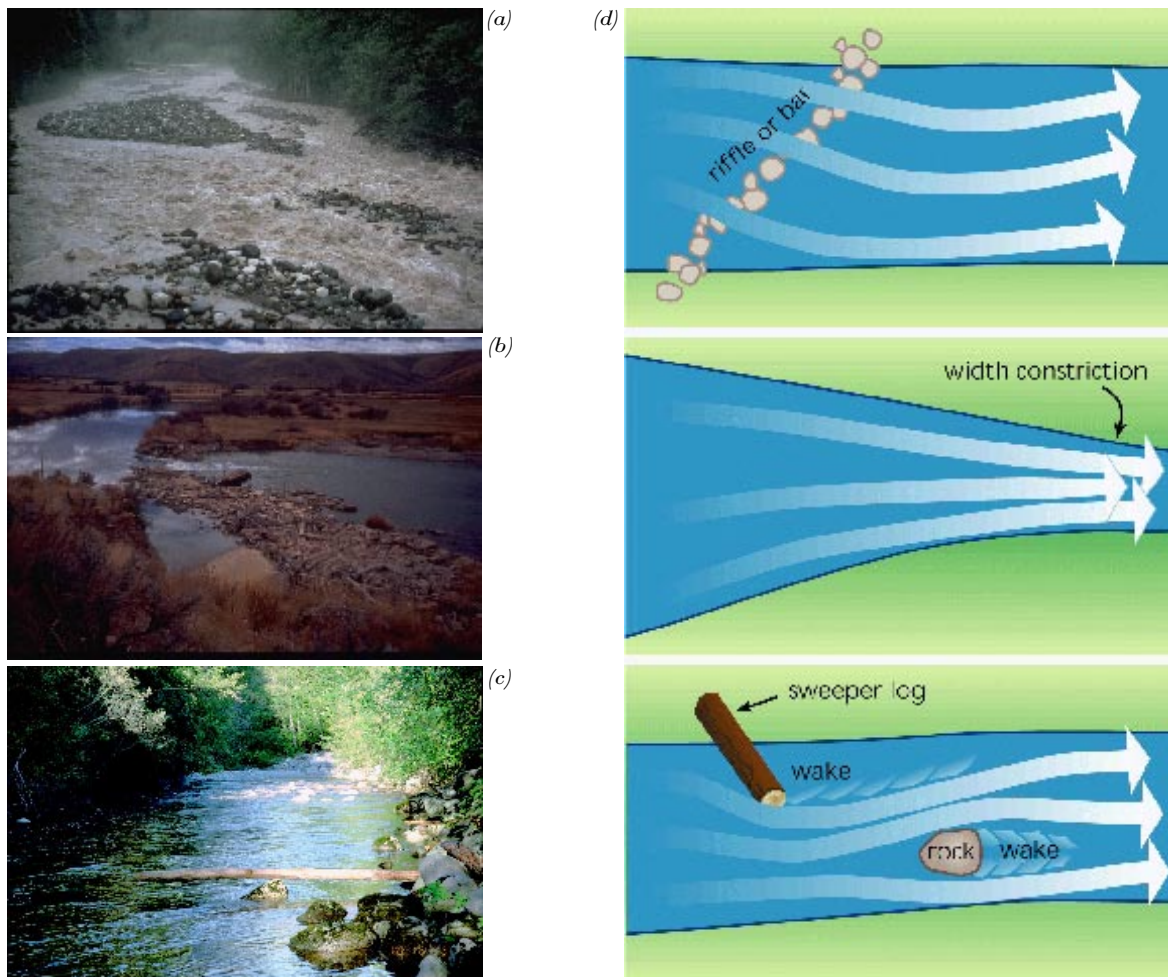 (a)
(b)
(c)
(d)
riffle or bar
width constriction
sweeper log
wake
rock
wake